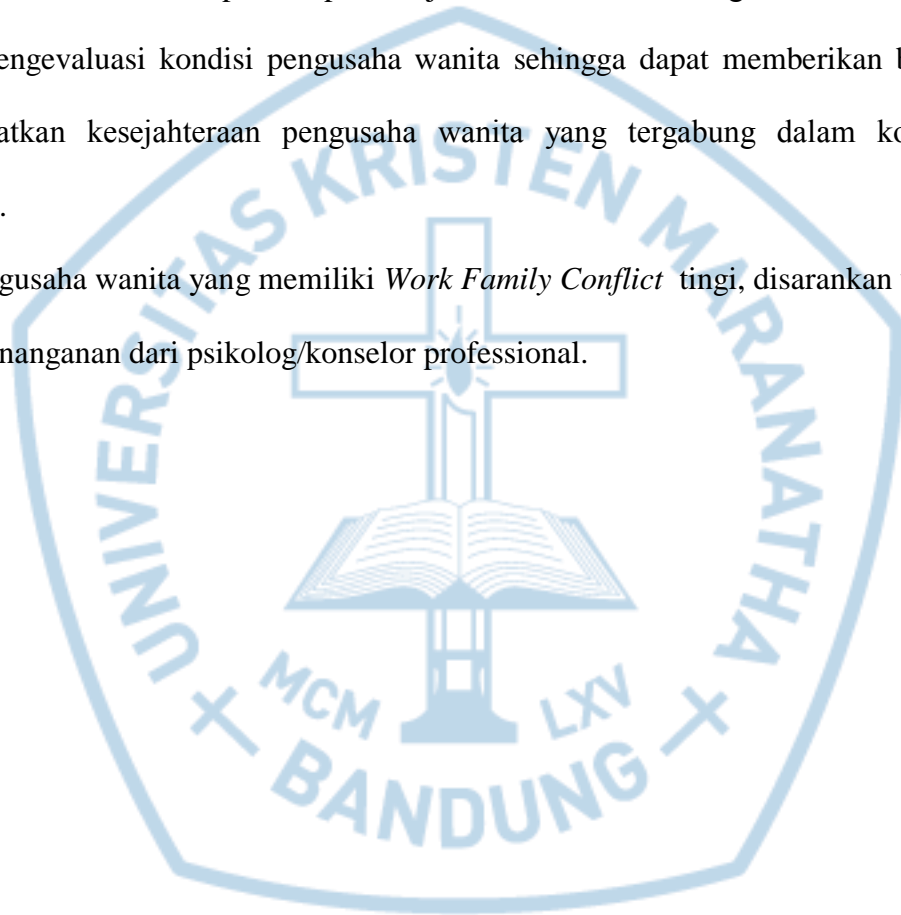 engevaluasi kondisi pengusaha wanita sehingga dapat memberikan b
atkan kesejahteraan pengusaha wanita yang tergabung dalam ko
.
gusaha wanita yang memiliki Work Family Conflict tingi, disarankan
nanganan dari psikolog/konselor professional.
UNIVERSITAS KRISTEN MARANATHA
MCM LXV
BANDUNG